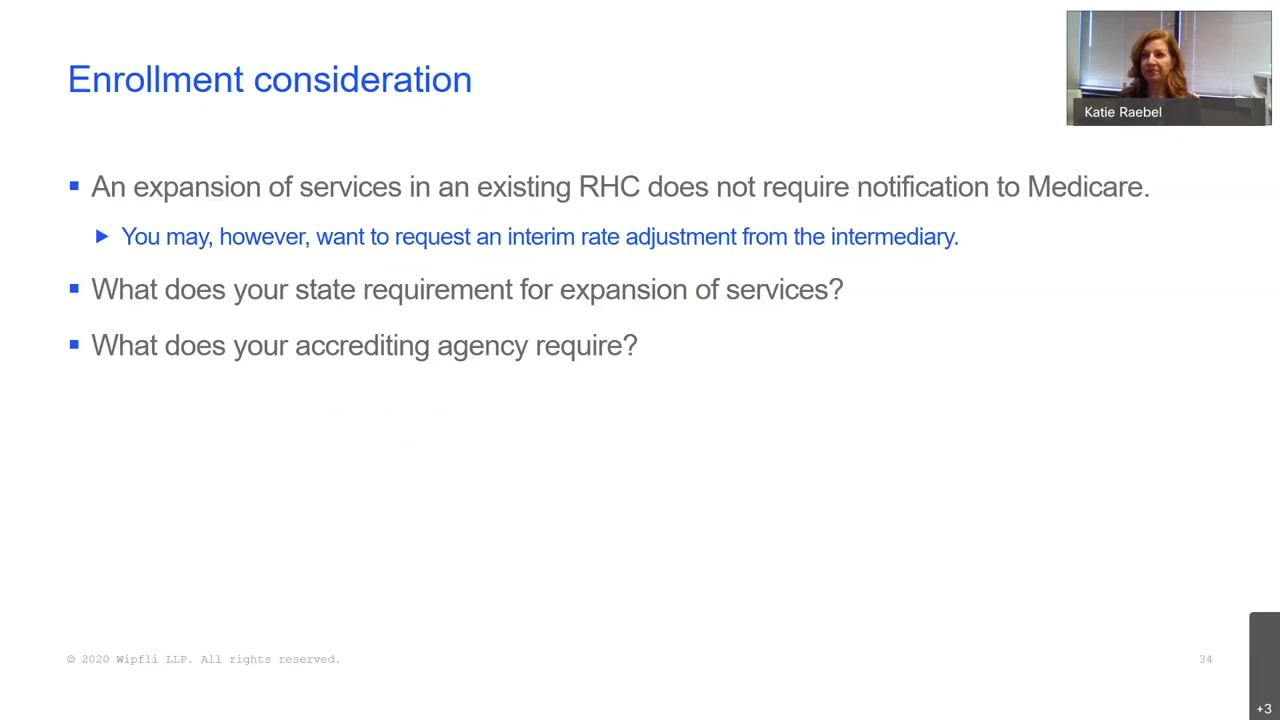 Enrollment consideration
Katie Raebel
An expansion of services in an existing RHC does not require notification to Medicare.
You may, however, want to request an interim rate adjustment from the intermediary.
What does your state requirement for expansion of services?
What does your accrediting agency require?
© 2020 Wipfli LLP. All rights reserved.
34
+3